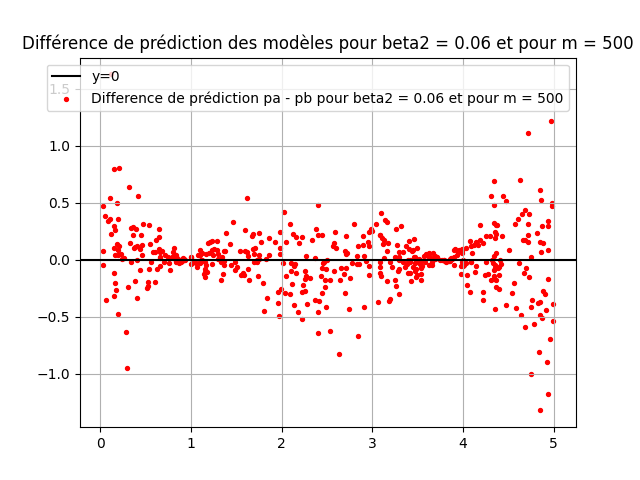 Différence de prédiction des modèles pour beta2 = 0.06 et pour m = 500
y=0
Difference de prédiction pa - pb pour beta2 = 0.06 et pour m = 500
1.5
1.0
0.5
0.0
−0.5
−1.0
0 1 2 3 4 5